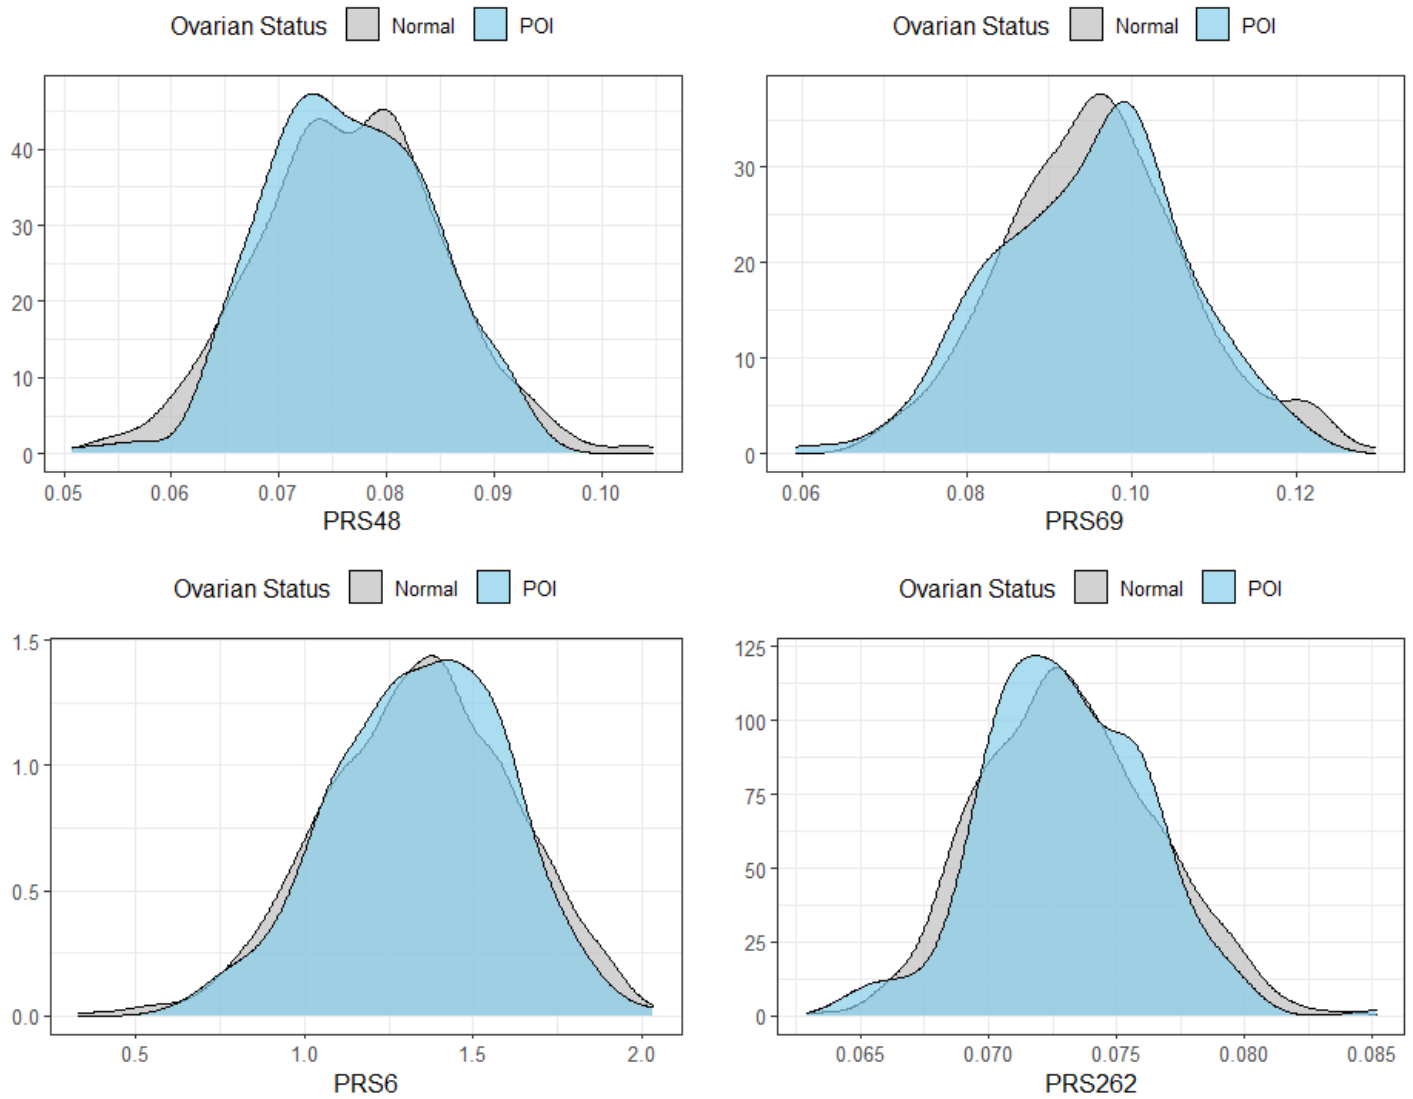 Ovarian Status Normal POI
40
30
20
10
0
0.05 0.06 0.07 0.08 0.09 0.10
PRS48
Ovarian Status Normal POI
30
20
10
0
0.06 0.08 0.10 0.12
PRS69
Ovarian Status Normal POI
1.5
1.0
0.5
0.0
0.5 1.0 1.5 2.0
PRS6
Ovarian Status Normal POI
125
100
75
50
25
0
0.065 0.070 0.075 0.080 0.085
PRS262